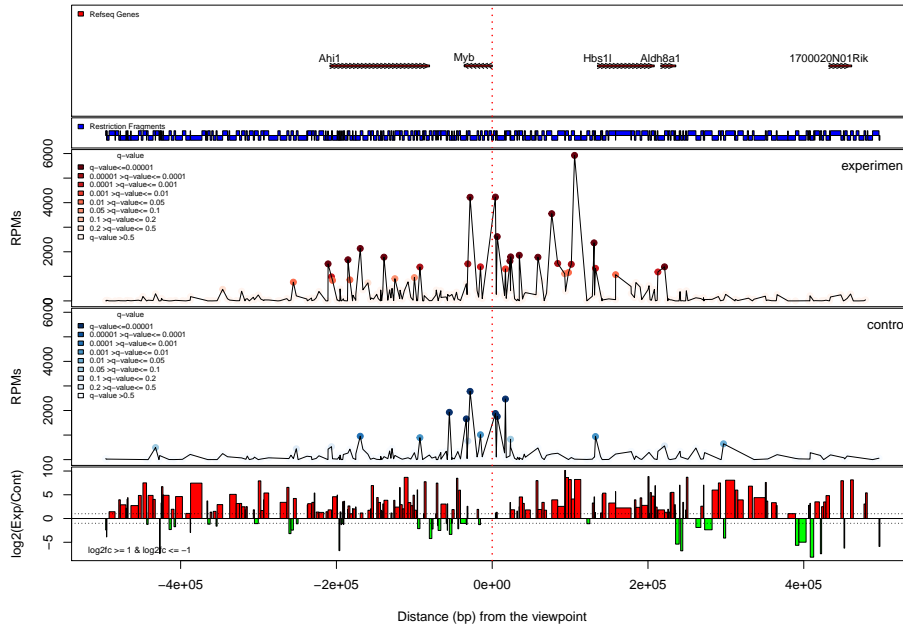 Refseq Genes
Ahi1
Myb
Hbs1l
Aldh8a1
1700020N01Rik
Restriction Fragments
6000
4000
2000
0
RPMs
q-value
q-value<=0.00001
0.00001 >q-value<= 0.0001
0.0001 >q-value<= 0.001
0.001 >q-value<= 0.01
0.01 >q-value<= 0.05
0.05 >q-value<= 0.1
0.1 >q-value<= 0.2
0.2 >q-value<= 0.5
q-value >0.5
experimen
6000
4000
2000
0
RPMs
q-value
q-value<=0.00001
0.00001 >q-value<= 0.0001
0.0001 >q-value<= 0.001
0.001 >q-value<= 0.01
0.01 >q-value<= 0.05
0.05 >q-value<= 0.1
0.1 >q-value<= 0.2
0.2 >q-value<= 0.5
q-value >0.5
contro
10
5
0
-5
log2(Exp/Cont)
log2fc >= 1 & log2fc <= -1
-4e+05 -2e+05 0e+00 2e+05 4e+05
Distance (bp) from the viewpoint